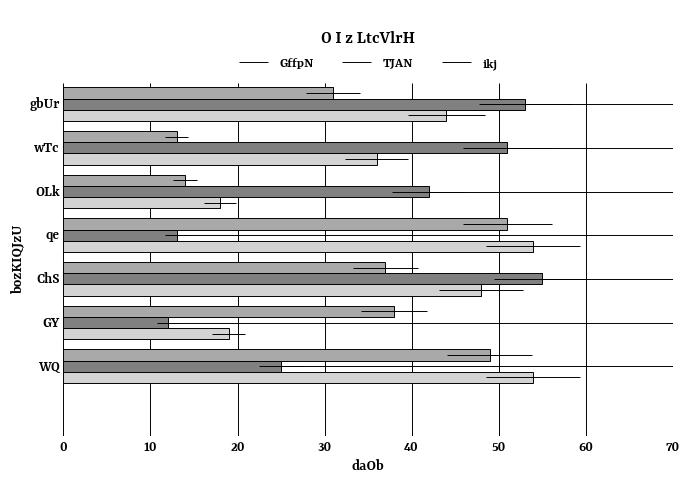 O I z LtcVlrH
GffpN TJAN ikj
gbUr
wTc
OLk
qe
ChS
GY
WQ
bozKIQJzU
0 10 20 30 40 50 60 70
daOb